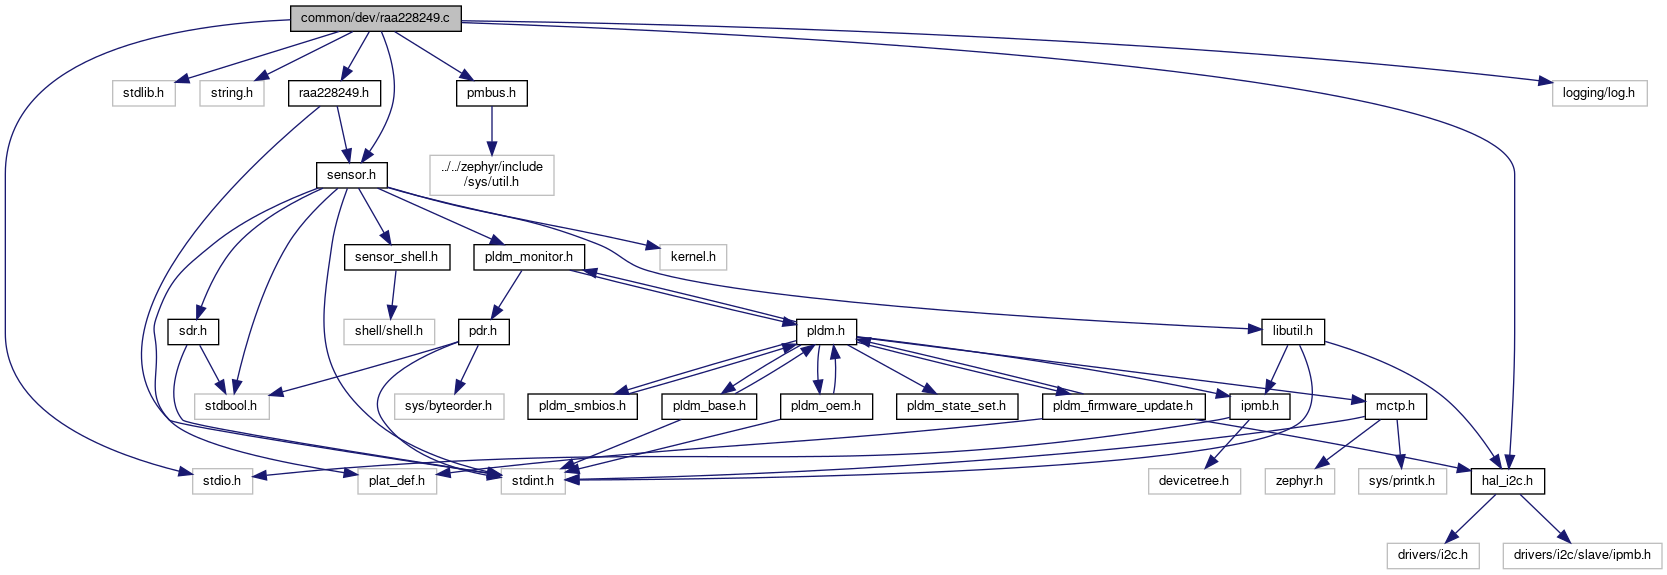 common/dev/raa228249.c
stdlib.h
string.h
raa228249.h
pmbus.h
logging/log.h
../../zephyr/include
/sys/util.h
sensor.h
sensor_shell.h
pldm_monitor.h
kernel.h
sdr.h
shell/shell.h
pdr.h
pldm.h
libutil.h
stdbool.h
sys/byteorder.h
pldm_smbios.h
pldm_base.h
pldm_oem.h
pldm_state_set.h
pldm_firmware_update.h
ipmb.h
mctp.h
stdio.h
plat_def.h
stdint.h
devicetree.h
zephyr.h
sys/printk.h
hal_i2c.h
drivers/i2c.h
drivers/i2c/slave/ipmb.h